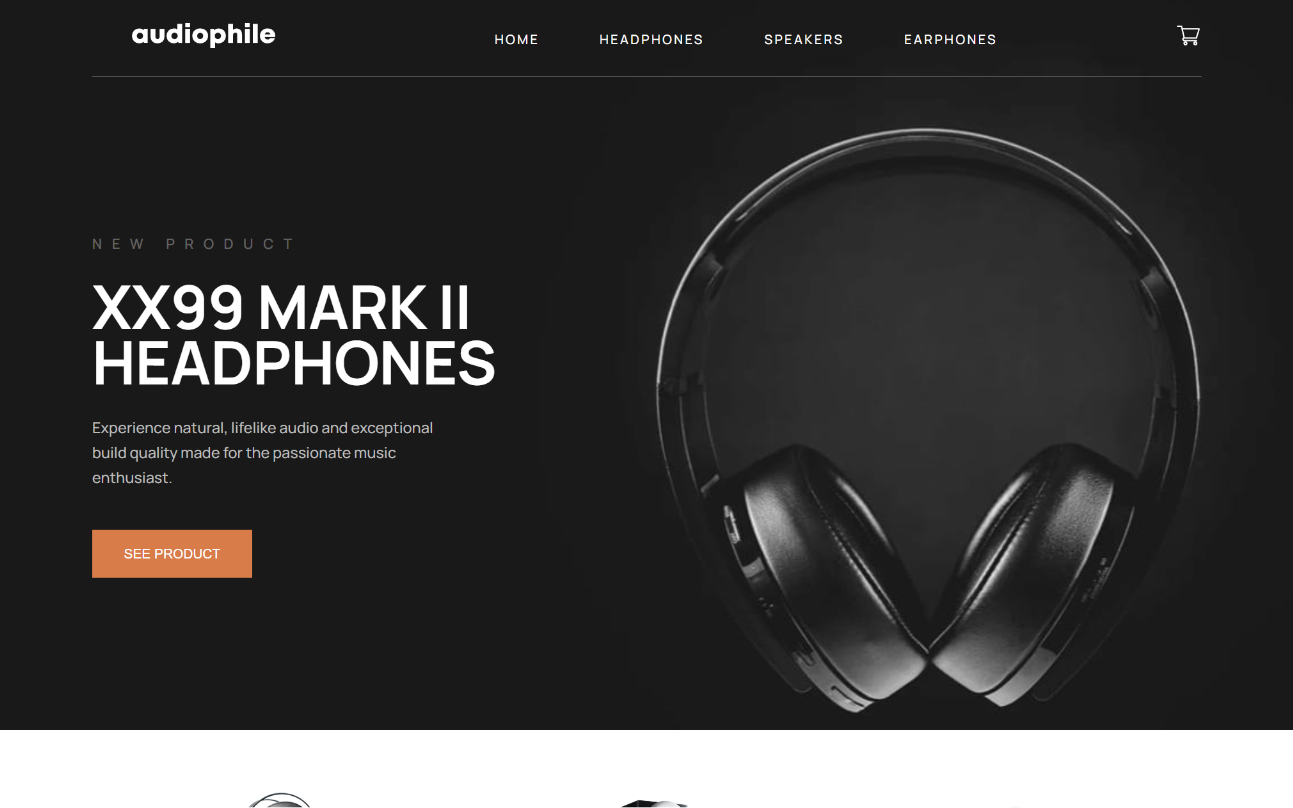 audiophile
HOME HEADPHONES SPEAKERS EARPHONES
NEW PRODUCT
XX99 MARK II
HEADPHONES
Experience natural, lifelike audio and exceptional
build quality made for the passionate music
enthusiast.
SEE PRODUCT